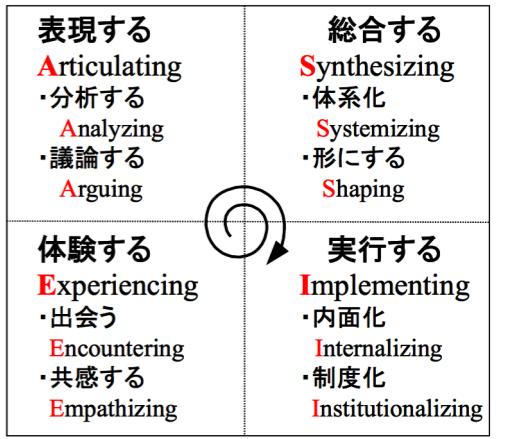 表現する
Articulating
・分析する
Analyzing
・議論する
Arguing
総合する
Synthesizing
・体系化
Systemizing
・形にする
Shaping
体験する
Experiencing
・出会う
Encountering
・共感する
Empathizing
実行する
Implementing
・内面化
Internalizing
・制度化
Institutionalizing